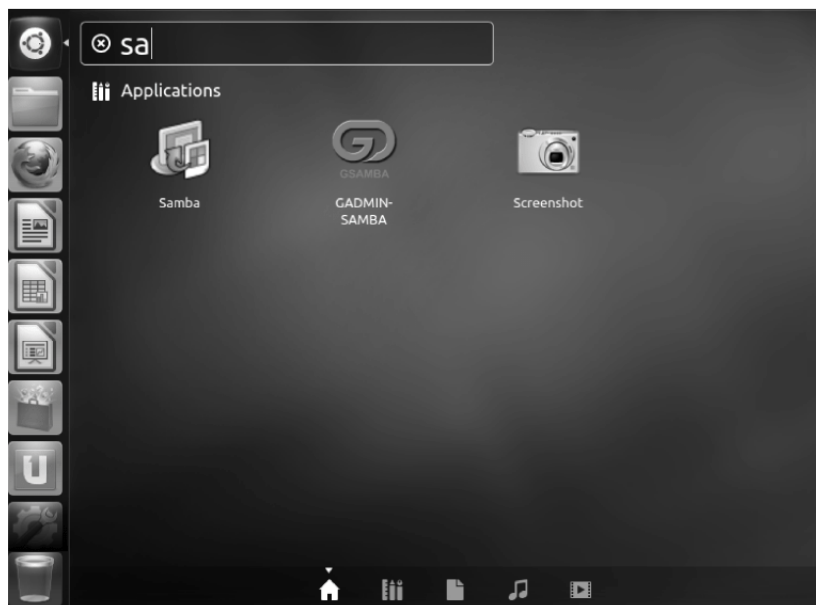 sa
Applications
GSAMBA
Samba
GADMIN-
SAMBA
Screenshot